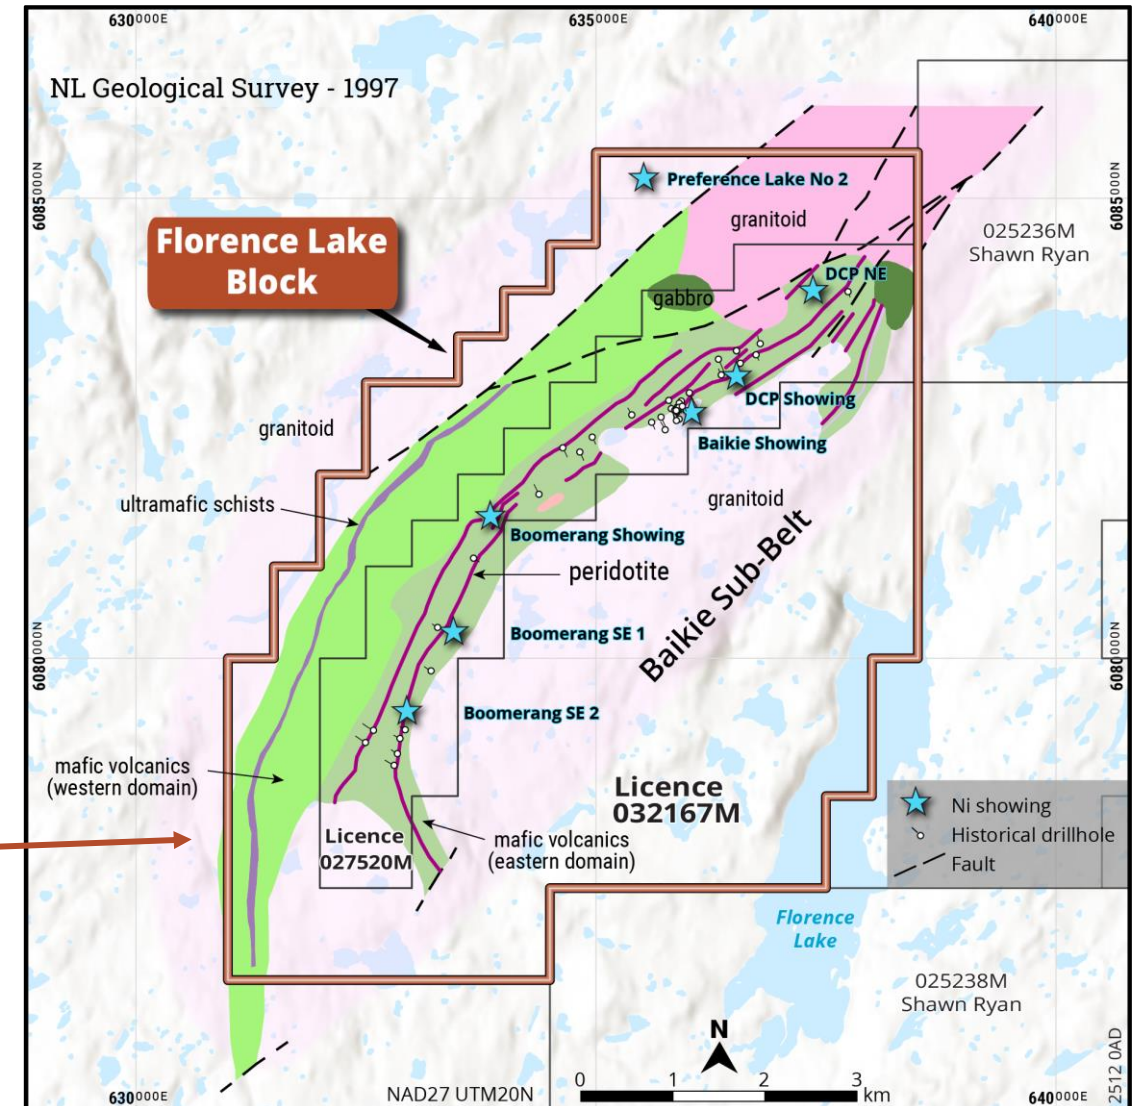 630000E
635000E
640000E
NL Geological Survey - 1997
6085000N
6085000N
Preference Lake No 2
granitoid
025236M
Shawn Ryan
Florence Lake
Block
DCP NE
gabbro
DCP Showing
granitoid
Baikie Showing
ultramafic schists
granitoid
Boomerang Showing
peridotite
Baikie Sub-Belt
Boomerang SE 1
6080000N
6080000N
Boomerang SE 2
mafic volcanics
(western domain)
Licence
032167M
Licence
027520M
mafic volcanics
(eastern domain)
Ni showing
Historical drillhole
Fault
Florence
Lake
025238M
Shawn Ryan
N
0 1 2 3 km
NAD27 UTM20N
630000E
640000E
2512 0AD